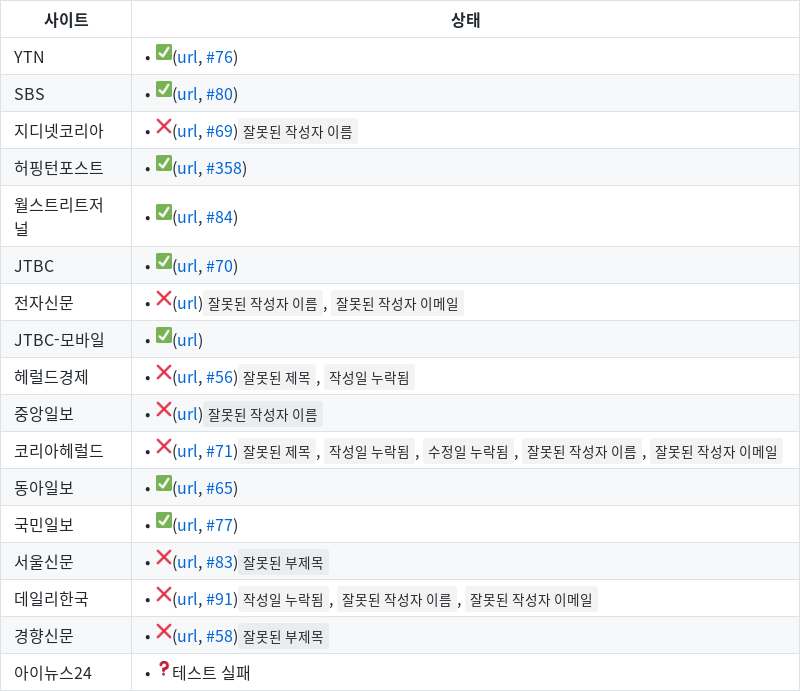 사이트 상태
YTN • ✅(url, #76)
SBS • ✅(url, #80)
지디넷코리아 • ❌(url, #69) 잘못된 작성자 이름
허핑턴포스트 • ✅(url, #358)
월스트리트저
널 • ✅(url, #84)
JTBC • ✅(url, #70)
전자신문 • ❌(url) 잘못된 작성자 이름 , 잘못된 작성자 이메일
JTBC-모바일 • ✅(url)
헤럴드경제 • ❌(url, #56) 잘못된 제목 , 작성일 누락됨
중앙일보 • ❌(url) 잘못된 작성자 이름
코리아헤럴드 • ❌(url, #71) 잘못된 제목 , 작성일 누락됨 , 수정일 누락됨 , 잘못된 작성자 이름 , 잘못된 작성자 이메일
동아일보 • ✅(url, #65)
국민일보 • ✅(url, #77)
서울신문 • ❌(url, #83) 잘못된 부제목
데일리한국 • ❌(url, #91) 작성일 누락됨 , 잘못된 작성자 이름 , 잘못된 작성자 이메일
경향신문 • ❌(url, #58) 잘못된 부제목
아이뉴스24 • ❓테스트 실패